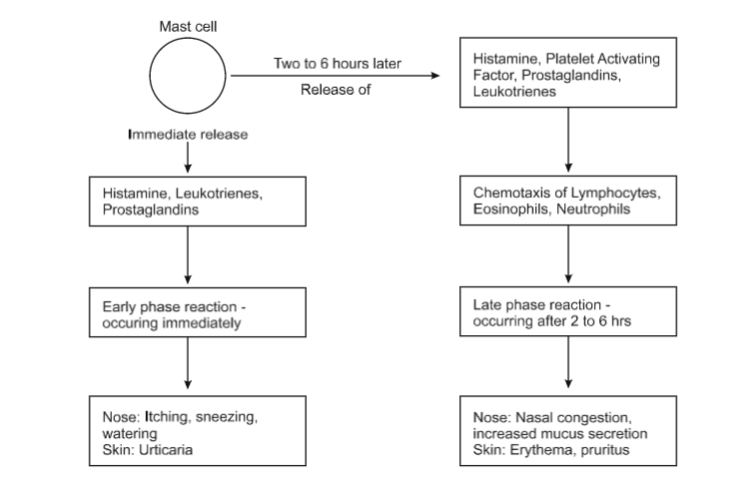 Mast cell
Two to 6 hours later
Release of
Histamine, Platelet Activating
Factor, Prostaglandins,
Leukotrienes
Immediate release
Histamine, Leukotrienes,
Prostaglandins
Chemotaxis of Lymphocytes,
Eosinophils, Neutrophils
Early phase reaction -
occuring immediately
Late phase reaction -
occurring after 2 to 6 hrs
Nose: Itching, sneezing,
watering
Skin: Urticaria
Nose: Nasal congestion,
increased mucus secretion
Skin: Erythema, pruritus